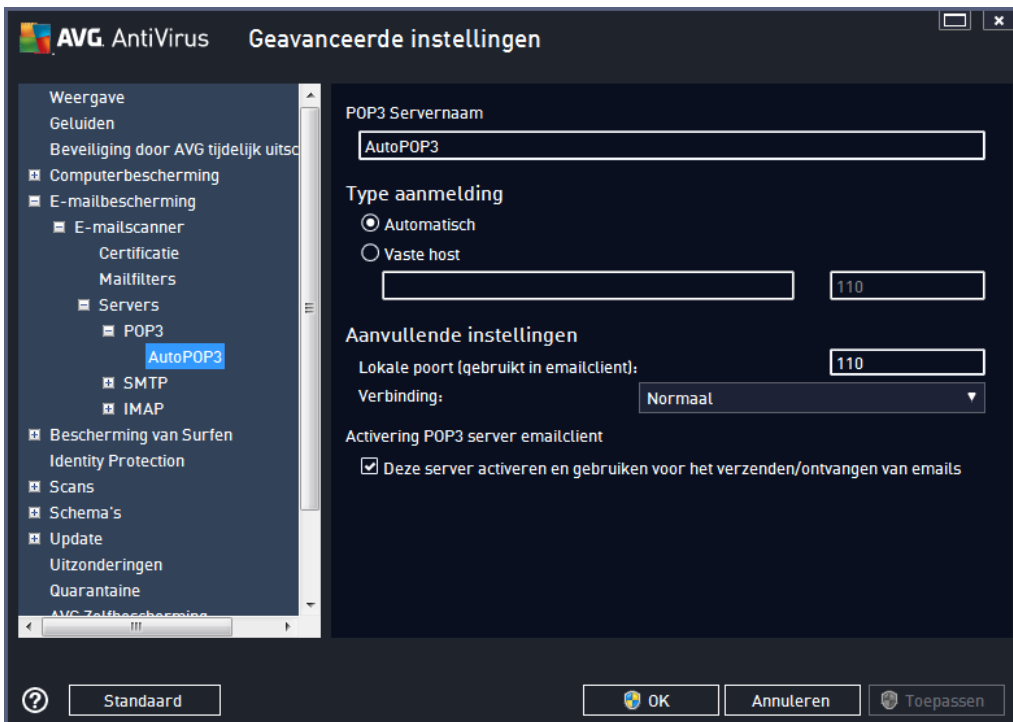 AVG AntiVirus Geavanceerde instellingen
Weergave
Geluiden
Beveiliging door AVG tijdelijk uitsc
Computerbescherming
E-mailbescherming
E-mailscanner
Certificatie
Mailfilters
Servers
POP3
AutoPOP3
SMTP
IMAP
Bescherming van Surfen
Identity Protection
Scans
Schema's
Update
Uitzonderingen
Quarantaine
AVG Zelfbescherming
POP3 Servernaam
AutoPOP3
Type aanmelding
Automatisch
Vaste host
110
Aanvullende instellingen
Lokale poort (gebruikt in emailclient):
110
Verbinding:
Normaal
Activering POP3 server emailclient
Deze server activeren en gebruiken voor het verzenden/ontvangen van emails
Standaard
OK
Annuleren
Toepassen